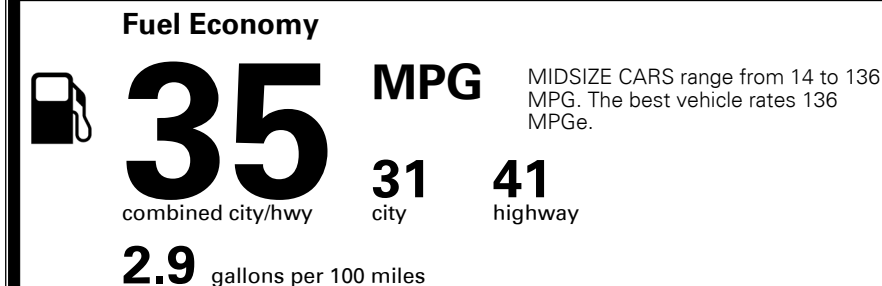 Fuel Economy
35
MPG
MIDSIZE CARS range from 14 to 136
MPG. The best vehicle rates 136
MPGe.
31
41
combined city/hwy
city
highway
2.9 gallons per 100 miles